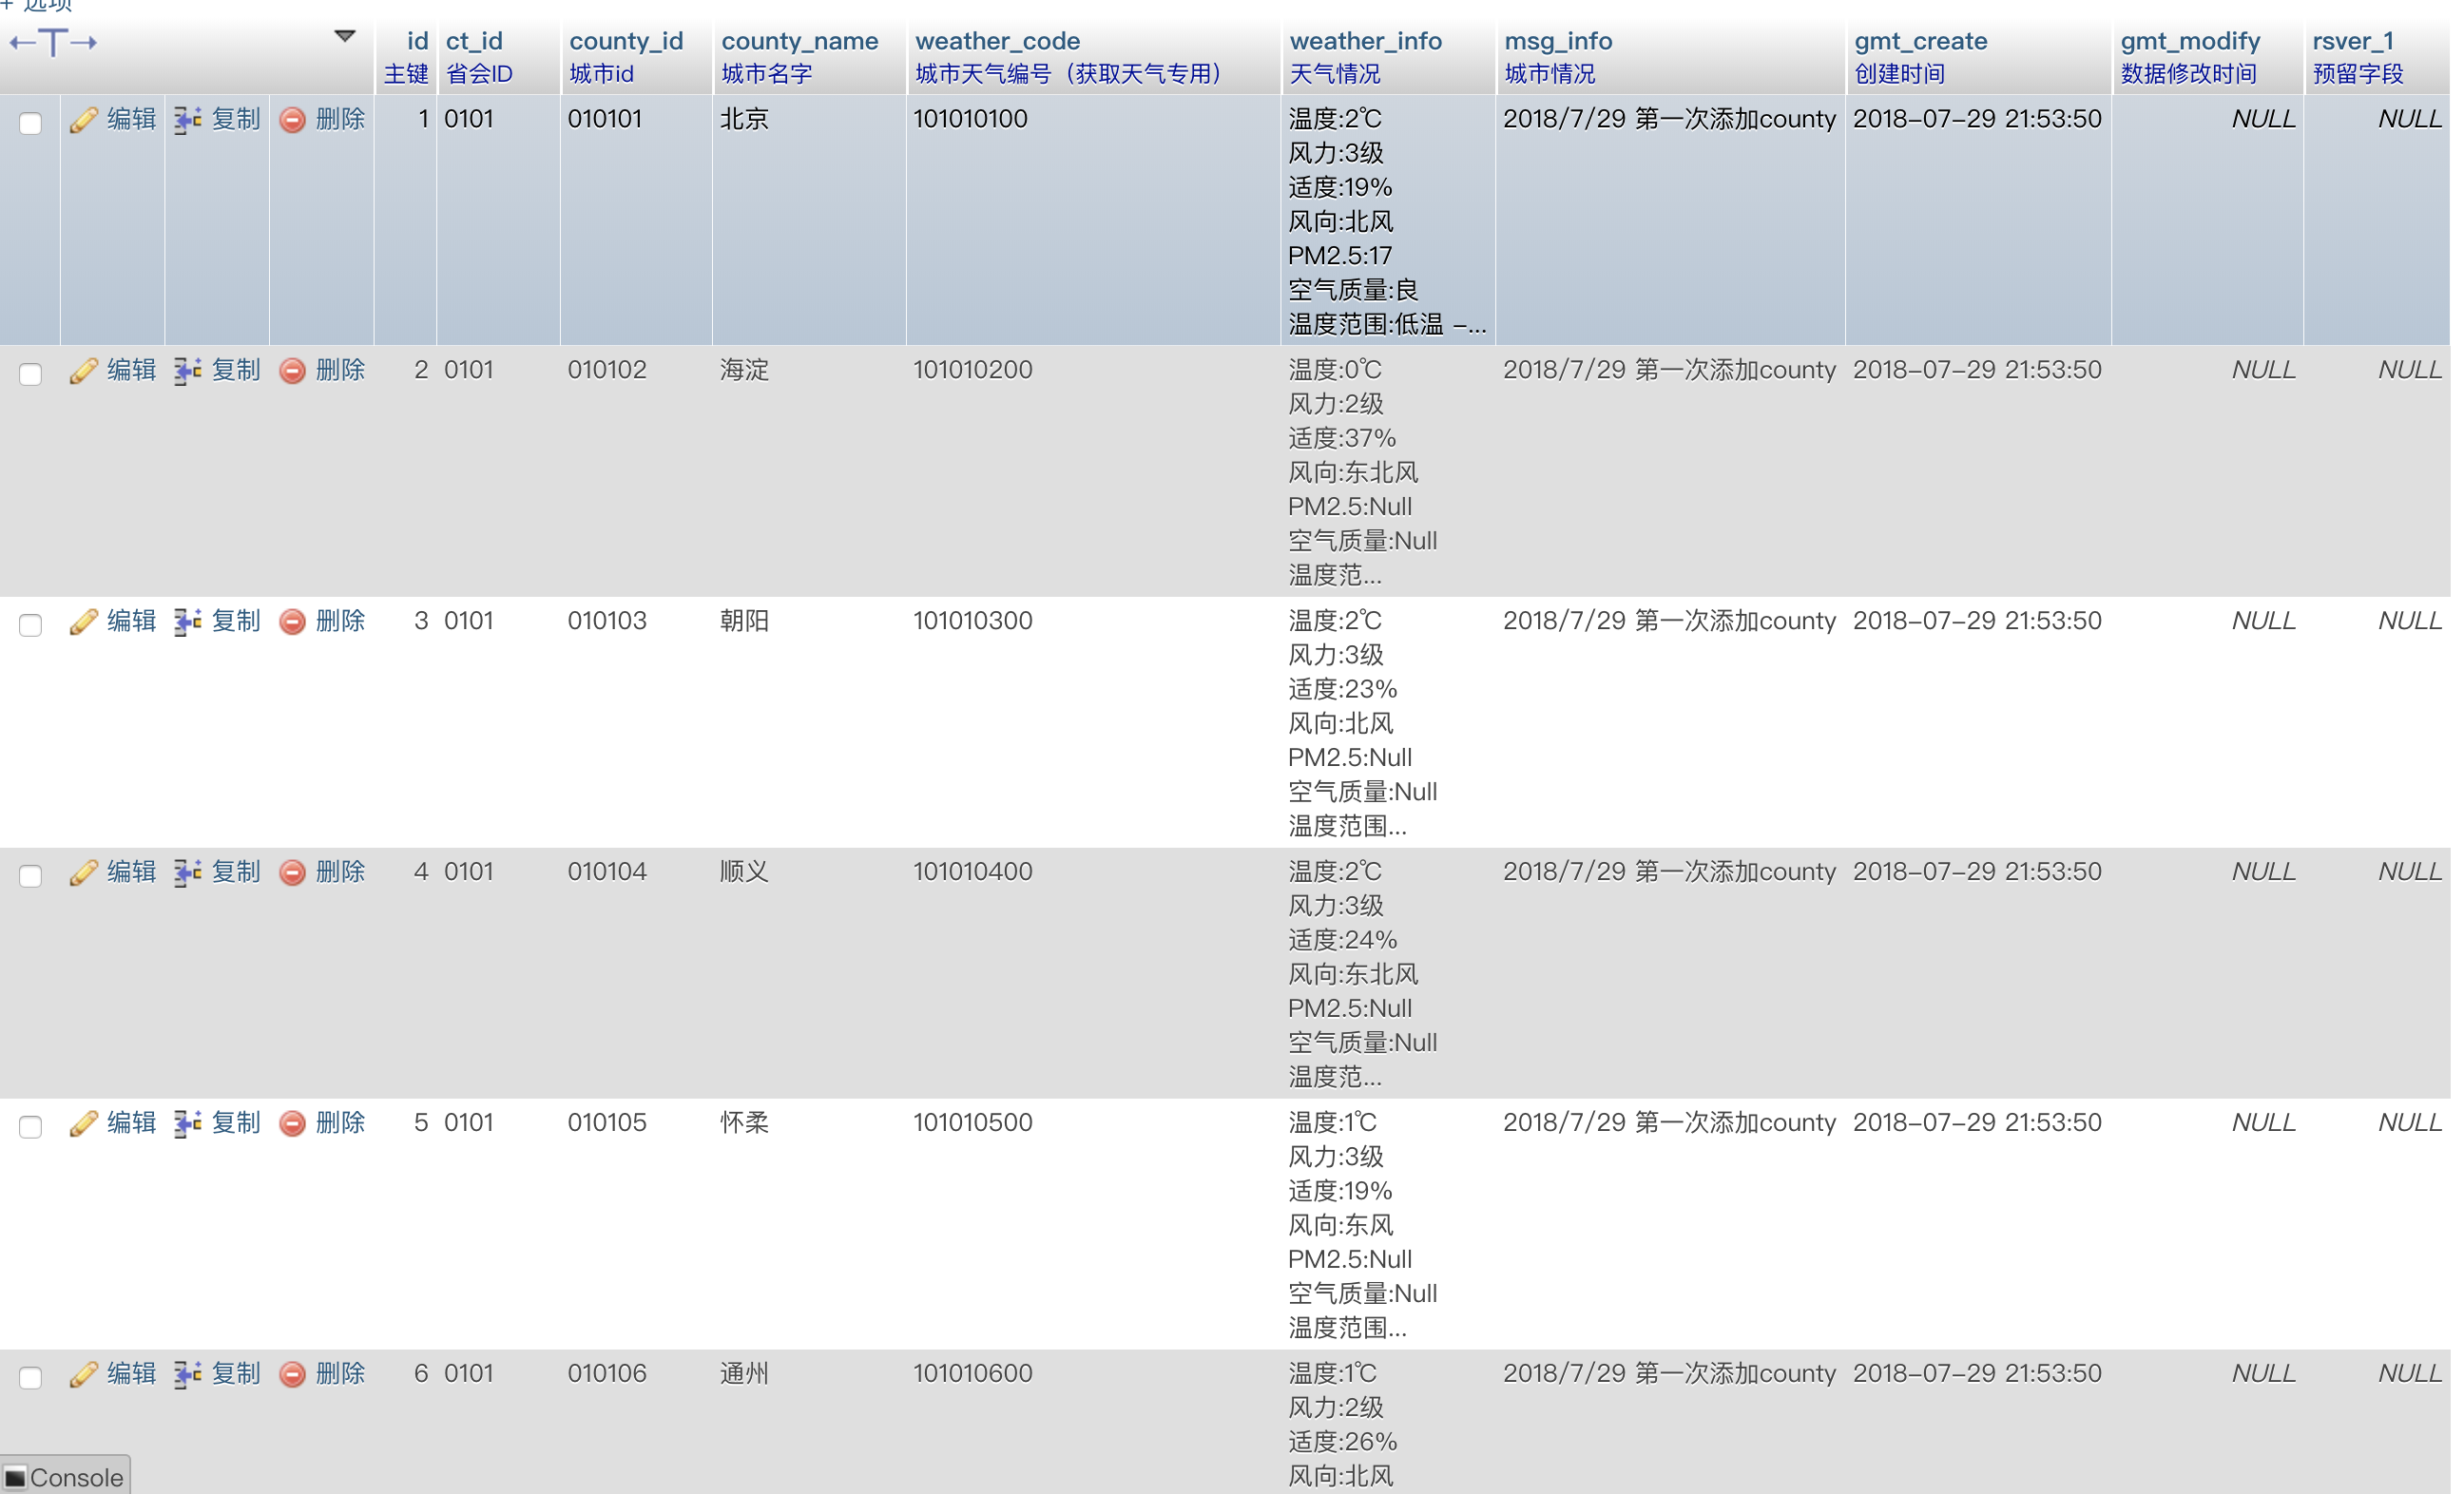 + 选项
←T→ id ct_id county_id county_name weather_code weather_info msg_info gmt_create gmt_modify rsver_1
主键 省会ID 城市id 城市名字 城市天气编号（获取天气专用） 天气情况 城市情况 创建时间 数据修改时间 预留字段
编辑 复制 删除 1 0101 010101 北京 101010100 温度:2℃ 2018/7/29 第一次添加county 2018-07-29 21:53:50 NULL NULL
风力:3级
适度:19%
风向:北风
PM2.5:17
空气质量:良
温度范围:低温 -...
编辑 复制 删除 2 0101 010102 海淀 101010200 温度:0℃ 2018/7/29 第一次添加county 2018-07-29 21:53:50 NULL NULL
风力:2级
适度:37%
风向:东北风
PM2.5:Null
空气质量:Null
温度范...
编辑 复制 删除 3 0101 010103 朝阳 101010300 温度:2℃ 2018/7/29 第一次添加county 2018-07-29 21:53:50 NULL NULL
风力:3级
适度:23%
风向:北风
PM2.5:Null
空气质量:Null
温度范围...
编辑 复制 删除 4 0101 010104 顺义 101010400 温度:2℃ 2018/7/29 第一次添加county 2018-07-29 21:53:50 NULL NULL
风力:3级
适度:24%
风向:东北风
PM2.5:Null
空气质量:Null
温度范...
编辑 复制 删除 5 0101 010105 怀柔 101010500 温度:1℃ 2018/7/29 第一次添加county 2018-07-29 21:53:50 NULL NULL
风力:3级
适度:19%
风向:东风
PM2.5:Null
空气质量:Null
温度范围...
编辑 复制 删除 6 0101 010106 通州 101010600 温度:1℃ 2018/7/29 第一次添加county 2018-07-29 21:53:50 NULL NULL
风力:2级
适度:26%
风向:北风
Console